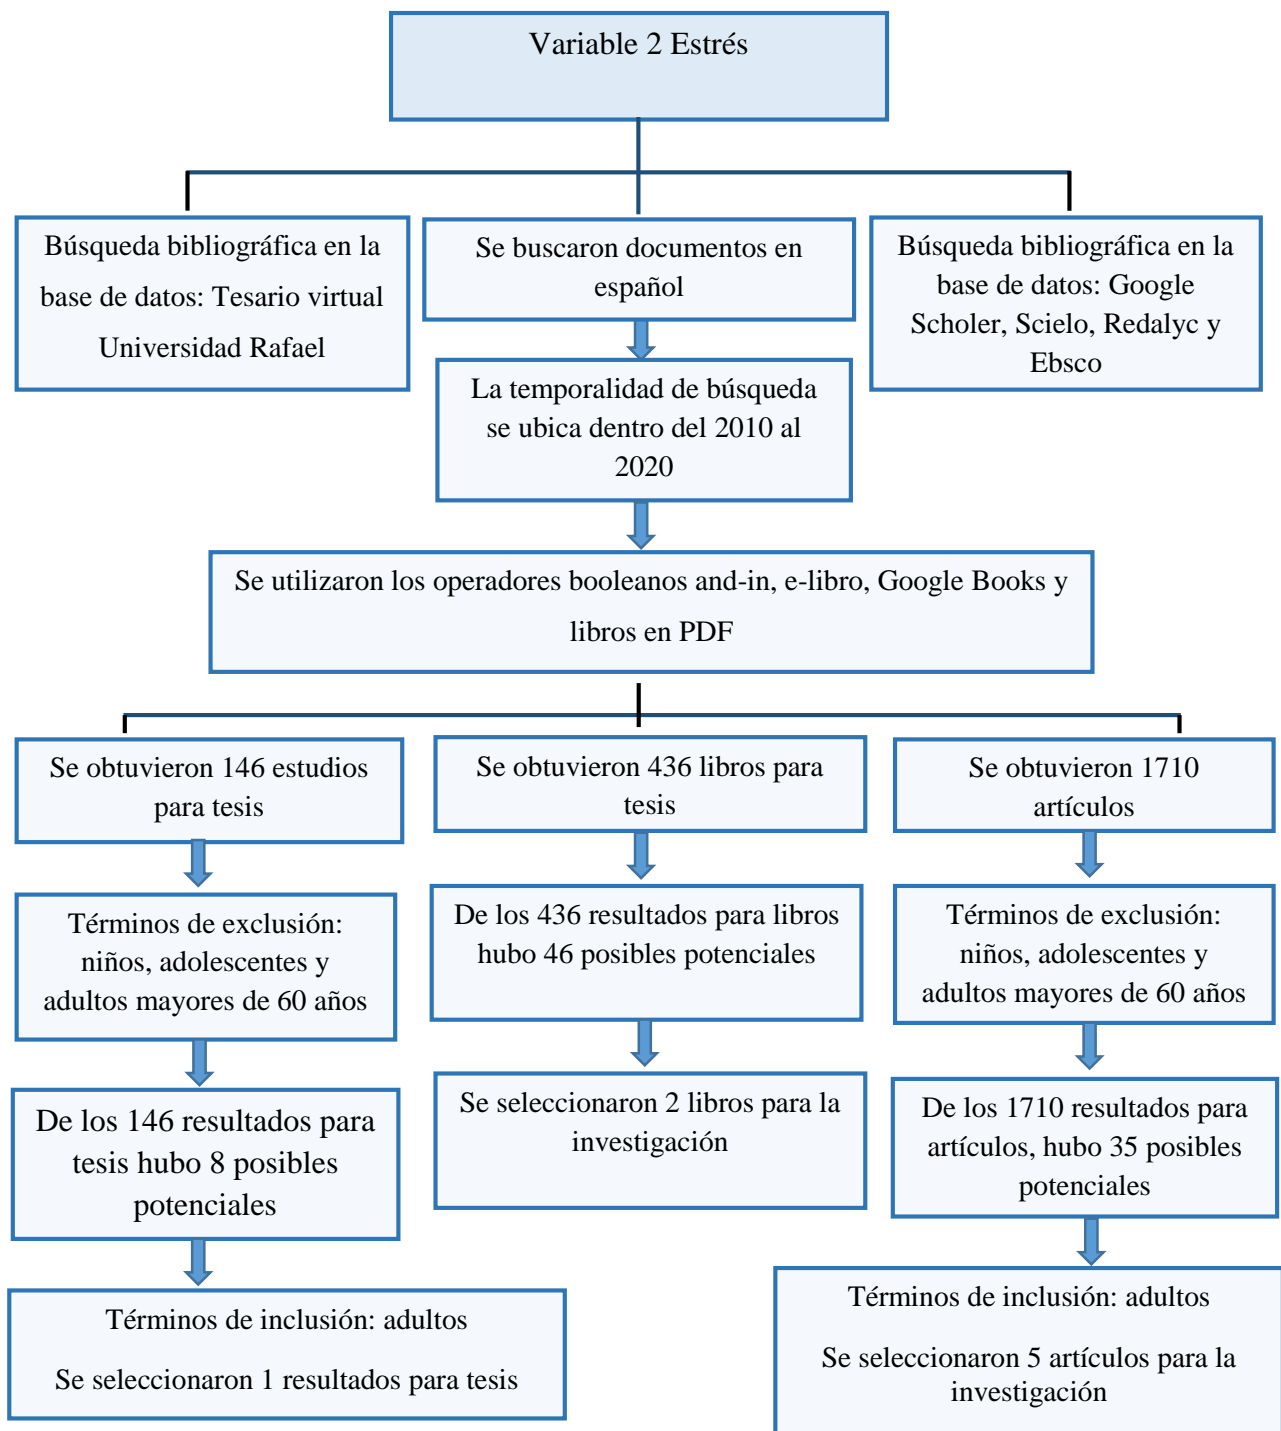 Variable 2 Estrés
Búsqueda bibliográfica en la
base de datos: Tesario virtual
Universidad Rafael
Se buscaron documentos en
español
Búsqueda bibliográfica en la
base de datos: Google
Scholer, Scielo, Redalyc y
Ebsco
La temporalidad de búsqueda
se ubica dentro del 2010 al
2020
Se utilizaron los operadores booleanos and-in, e-libro, Google Books y
libros en PDF
Se obtuvieron 146 estudios
para tesis
Se obtuvieron 436 libros para
tesis
Se obtuvieron 1710
artículos
Términos de exclusión:
niños, adolescentes y
adultos mayores de 60 años
De los 436 resultados para libros
hubo 46 posibles potenciales
Términos de exclusión:
niños, adolescentes y
adultos mayores de 60 años
De los 146 resultados para
tesis hubo 8 posibles
potenciales
Se seleccionaron 2 libros para la
investigación
De los 1710 resultados para
artículos, hubo 35 posibles
potenciales
Términos de inclusión: adultos
Se seleccionaron 1 resultados para tesis
Términos de inclusión: adultos
Se seleccionaron 5 artículos para la
investigación